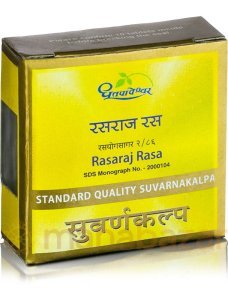 धूतपापेश्वर
रसराज रस
रसयोगसागर २/८६
Rasaraj Rasa
SDS Monograph No. - 2000104
STANDARD QUALITY SUVARNAKALPA
सुवर्णकल्प